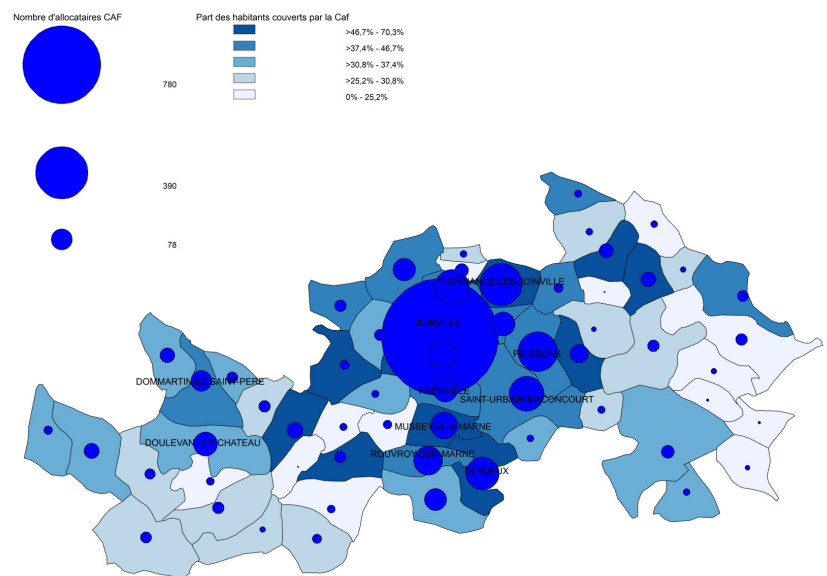 Nombre d'allocataires CAF
780
390
78
Part des habitants couverts par la Caf
>46,7% - 70,3%
>37,4% - 46,7%
>30,8% - 37,4%
>25,2% - 30,8%
0% - 25,2%
THONNANCE-LES-JOINVILLE
JOINVILLE
POISSONS
DOMMARTIN-LE-SAINT-PERE
FRONVILLE
SAINT-URBAIN-MACONCOURT
MUSSEY-SUR-MARNE
DOULEVANT-LE-CHATEAU
ROUVROY-SUR-MARNE
DONJEUX